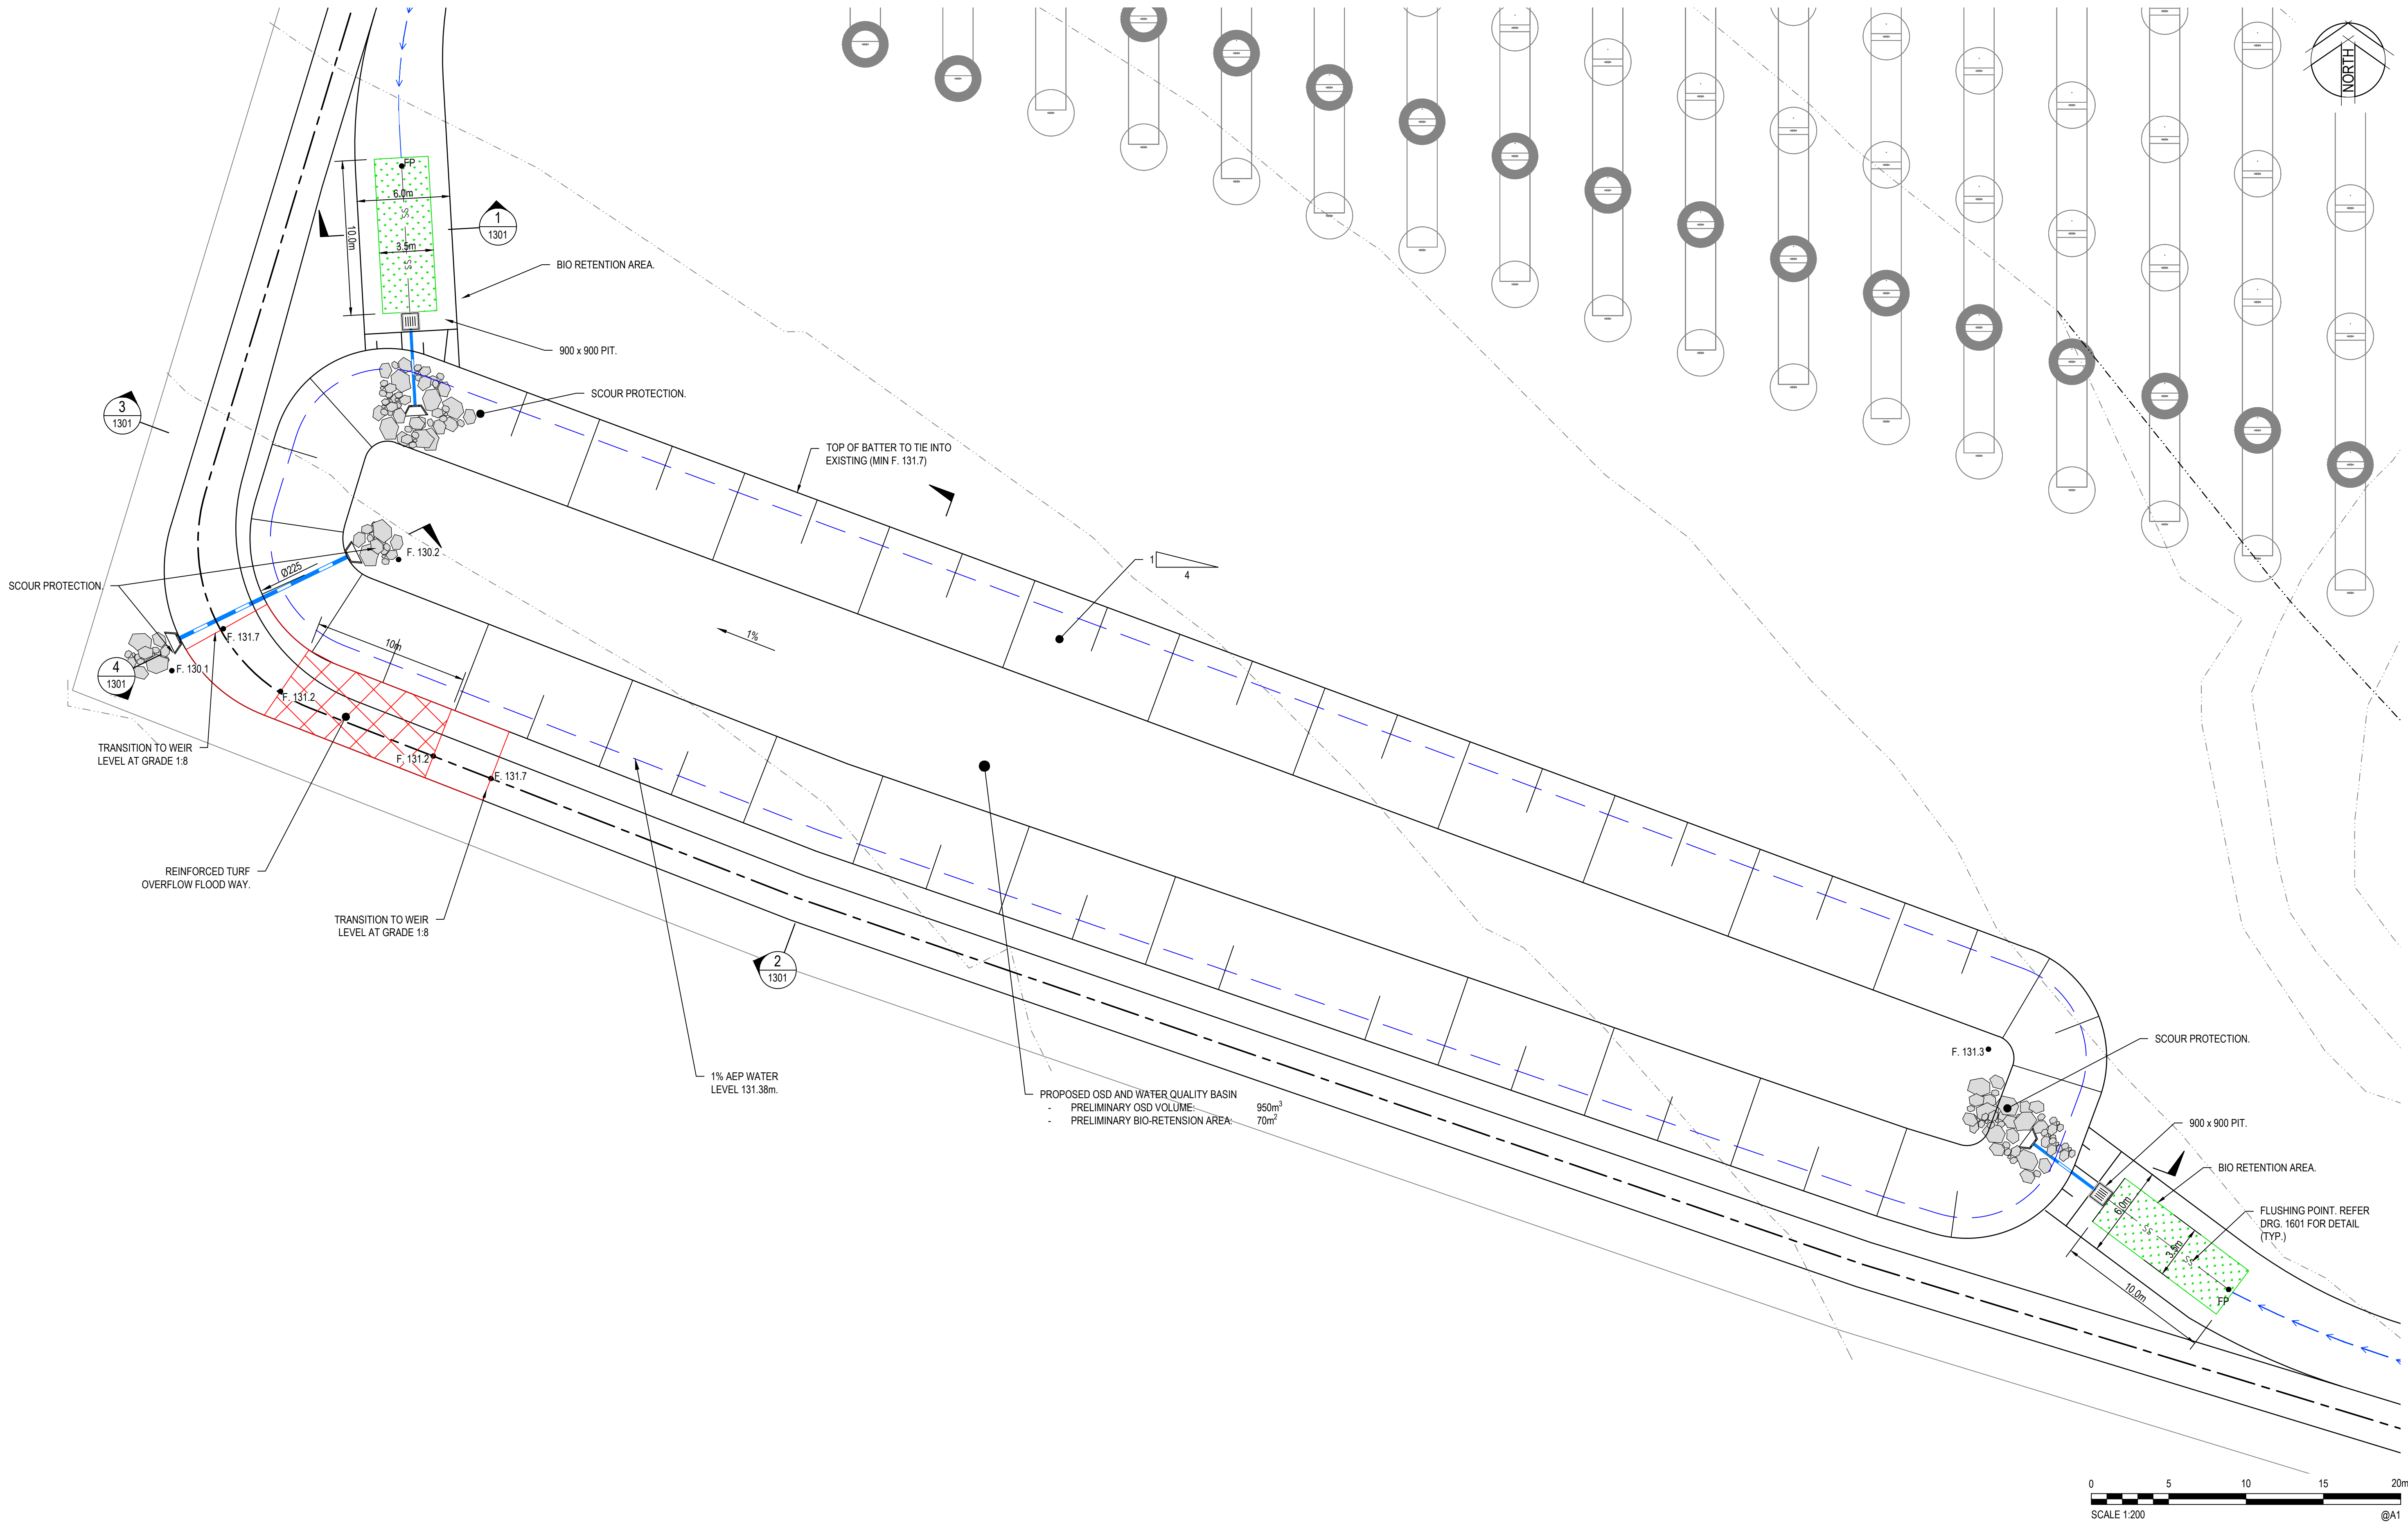 NORTH
FP
6.0m
SS
10.0m
3.5m
SS
1
1301
BIO RETENTION AREA.
900 x 900 PIT.
SCOUR PROTECTION.
3
1301
TOP OF BATTER TO TIE INTO
EXISTING (MIN F. 131.7)
F. 130.2
1
4
Ø225
SCOUR PROTECTION.
F. 131.7
1%
10m
F. 130.1
4
1301
F. 131.2
TRANSITION TO WEIR
LEVEL AT GRADE 1:8
F. 131.2
F. 131.7
REINFORCED TURF
OVERFLOW FLOOD WAY.
TRANSITION TO WEIR
LEVEL AT GRADE 1:8
2
1301
1% AEP WATER
LEVEL 131.38m.
PROPOSED OSD AND WATER QUALITY BASIN
- PRELIMINARY OSD VOLUME: 950m³
- PRELIMINARY BIO-RETENSION AREA: 70m²
F. 131.3
SCOUR PROTECTION.
900 x 900 PIT.
BIO RETENTION AREA.
6.0m
SS
FLUSHING POINT. REFER
DRG. 1601 FOR DETAIL
(TYP.)
3.5m
SS
10.0m
FP
0 5 10 15 20m
SCALE 1:200 @A1